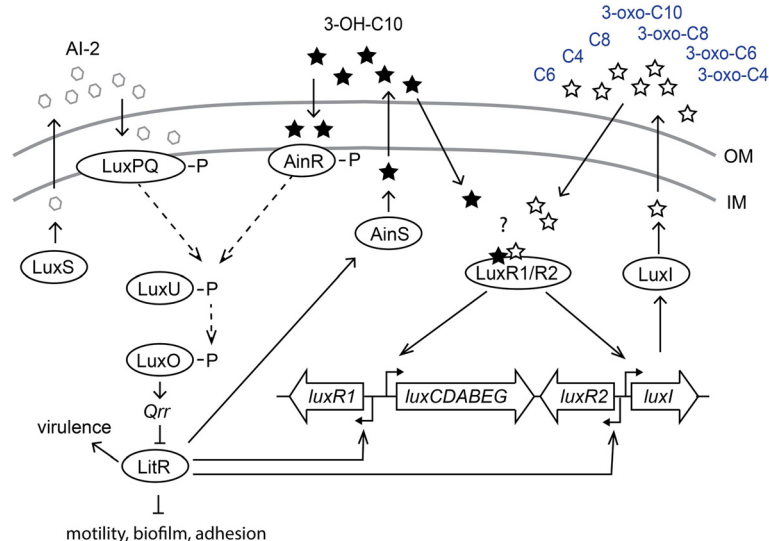 3-OH-C10
3-oxo-C10
AI-2
C8
3-oxo-C8
C4
3-oxo-C6
C6
3-oxo-C4
OM
LuxPQ
-P
AinR
-P
IM
AinS
?
LuxS
LuxR1/R2
LuxI
LuxU
-P
LuxO
-P
luxR1
luxCDABEG
luxR2
luxI
Qrr
virulence
LitR
motility, biofilm, adhesion